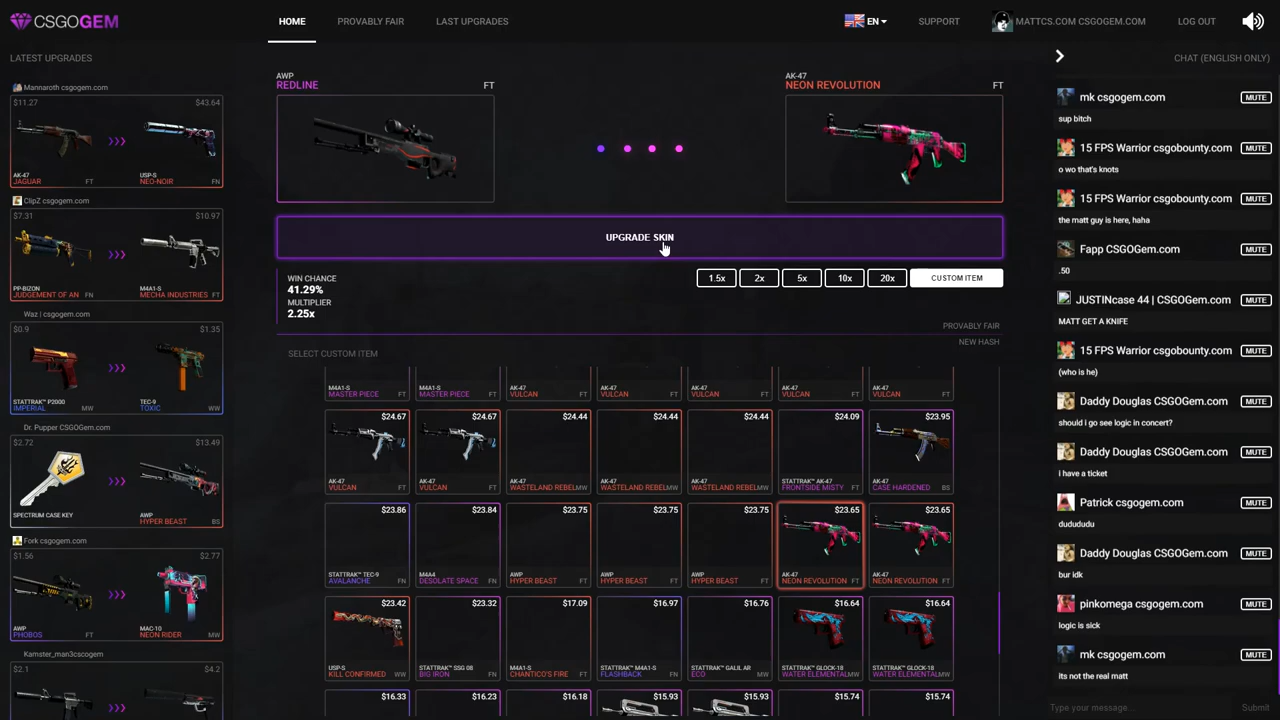 CSGOGEM
HOME
PROVABLY FAIR
LAST UPGRADES
EN
SUPPORT
MATTCS.COM CSGOGEM.COM
LOG OUT
LATEST UPGRADES
Mannaroth csgogem.com
$11.27
$43.64
AK-47
JAGUAR
FT
USP-S
NEO-NOIR
FN
ClipZ csgogem.com
$7.31
$10.97
PP-BIZON
JUDGEMENT OF AN
FN
M4A1-S
MECHA INDUSTRIES
FT
Waz | csgogem.com
$0.9
$1.35
STATTRAK™ P2000
IMPERIAL
MW
TEC-9
TOXIC
WW
Dr. Pupper CSGOGem.com
$2.72
$13.49
SPECTRUM CASE KEY
AWP
HYPER BEAST
BS
Fork csgogem.com
$1.56
$2.77
AWP
PHOBOS
FT
MAC-10
NEON RIDER
MW
Kamster_man3cscogem
$2.1
$4.2
AWP
REDLINE
FT
AK-47
NEON REVOLUTION
FT
UPGRADE SKIN
WIN CHANCE
41.29%
MULTIPLIER
2.25x
1.5x
2x
5x
10x
20x
CUSTOM ITEM
PROVABLY FAIR
NEW HASH
SELECT CUSTOM ITEM
M4A1-S
MASTER PIECE
FT
M4A1-S
MASTER PIECE
FT
AK-47
VULCAN
FT
AK-47
VULCAN
FT
AK-47
VULCAN
FT
AK-47
VULCAN
FT
AK-47
VULCAN
FT
$24.67
AK-47
VULCAN
FT
$24.67
AK-47
VULCAN
FT
$24.44
AK-47
WASTELAND REBEL
MW
$24.44
AK-47
WASTELAND REBEL
MW
$24.44
AK-47
WASTELAND REBEL
MW
$24.09
STATTRAK™ AK-47
FRONTSIDE MISTY
FT
$23.95
AK-47
CASE HARDENED
BS
$23.86
STATTRAK™ TEC-9
AVALANCHE
FN
$23.84
M4A4
DESOLATE SPACE
FN
$23.75
AWP
HYPER BEAST
FT
$23.75
AWP
HYPER BEAST
FT
$23.75
AWP
HYPER BEAST
FT
$23.65
AK-47
NEON REVOLUTION
FT
$23.65
AK-47
NEON REVOLUTION
FT
$23.42
USP-S
KILL CONFIRMED
WW
$23.32
STATTRAK™ SSG 08
BIG IRON
FT
$17.09
M4A1-S
CHANTICO'S FIRE
FT
$16.97
STATTRAK™ M4A1-S
FLASHBACK
FN
$16.76
STATTRAK™ GALIL AR
ECO
MW
$16.64
STATTRAK™ GLOCK-18
WATER ELEMENTAL
MW
$16.64
STATTRAK™ GLOCK-18
WATER ELEMENTAL
MW
$16.33
$16.23
$16.18
$15.93
$15.93
$15.74
$15.74
CHAT (ENGLISH ONLY)
mk csgogem.com
MUTE
sup bitch
15 FPS Warrior csgobounty.com
MUTE
o wo that's knots
15 FPS Warrior csgobounty.com
MUTE
the matt guy is here, haha
Fapp CSGOGem.com
MUTE
.50
JUSTINcase 44 | CSGOGem.com
MUTE
MATT GET A KNIFE
15 FPS Warrior csgobounty.com
MUTE
(who is he)
Daddy Douglas CSGOGem.com
MUTE
should i go see logic in concert?
Daddy Douglas CSGOGem.com
MUTE
i have a ticket
Patrick csgogem.com
MUTE
dudududu
Daddy Douglas CSGOGem.com
MUTE
bur idk
pinkomega csgogem.com
MUTE
logic is sick
mk csgogem.com
MUTE
its not the real matt
Type your message...
Submit